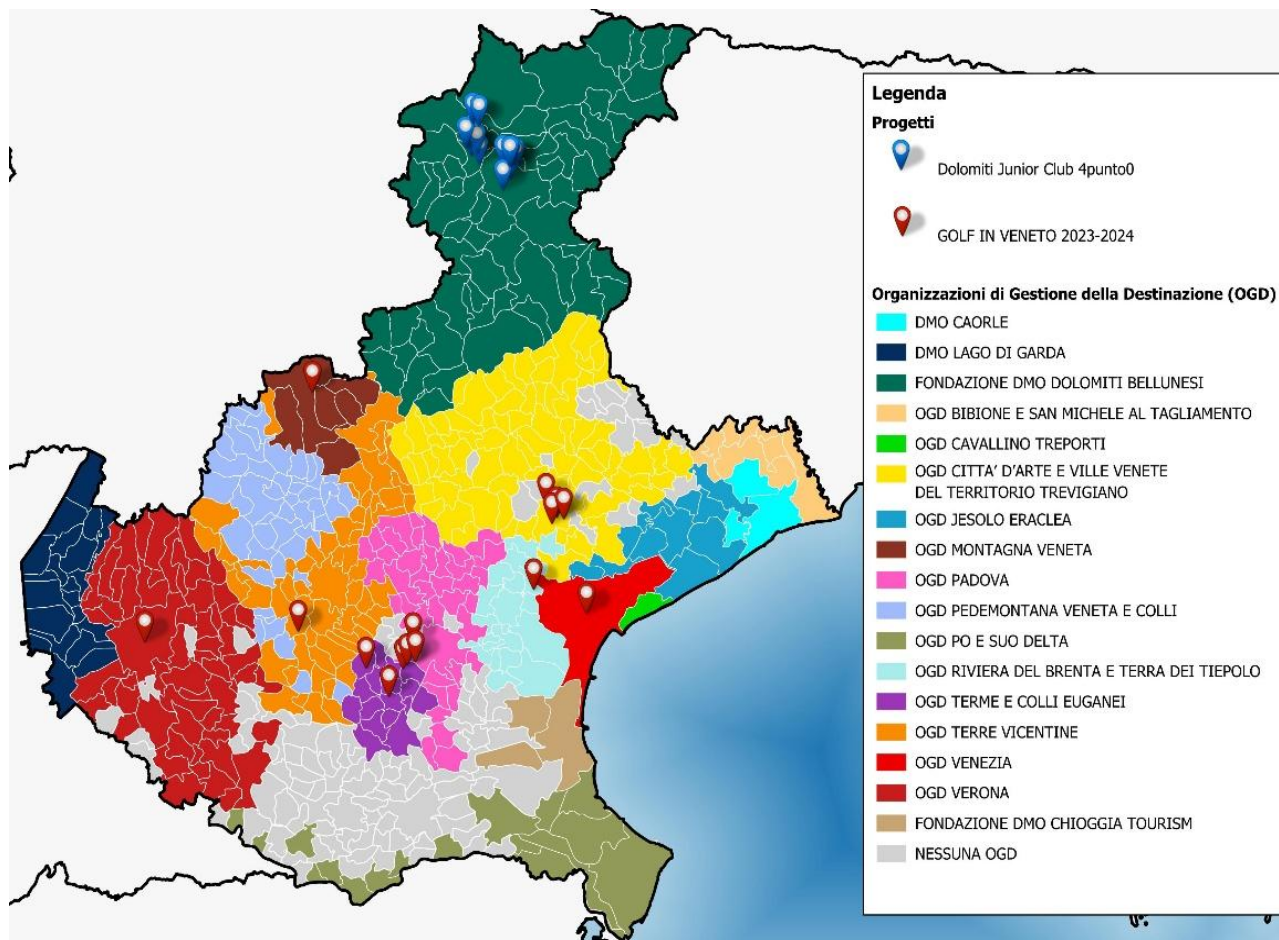 Legenda
Progetti
Dolomiti Junior Club 4punto0
GOLF IN VENETO 2023-2024
Organizzazioni di Gestione della Destinazione (OGD)
DMO CAORLE
DMO LAGO DI GARDA
FONDAZIONE DMO DOLOMITI BELLUNESI
OGD BIBIONE E SAN MICHELE AL TAGLIAMENTO
OGD CAVALLINO TREPORTI
OGD CITTA' D'ARTE E VILLE VENETE
DEL TERRITORIO TREVIGIANO
OGD JESOLO ERACLEA
OGD MONTAGNA VENETA
OGD PADOVA
OGD PEDEMONTANA VENETA E COLLI
OGD PO E SUO DELTA
OGD RIVIERA DEL BRENTA E TERRA DEI TIEPOLO
OGD TERME E COLLI EUGANEI
OGD TERRE VICENTINE
OGD VENEZIA
OGD VERONA
FONDAZIONE DMO CHIOGGIA TOURISM
NESSUNA OGD